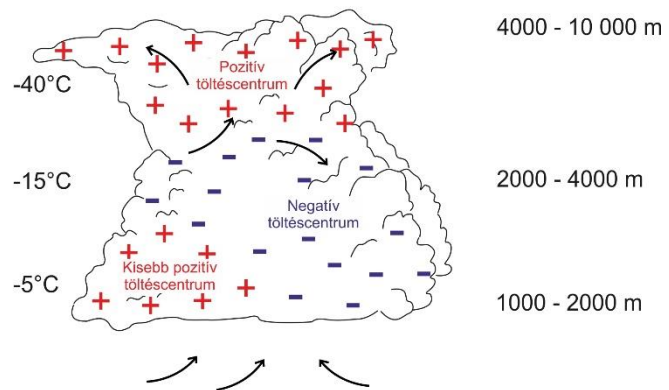 4000 - 10 000 m
Pozitív
töltéscentrum
-40°C
-15°C
2000 - 4000 m
Negatív
töltéscentrum
Kisebb pozitív
töltéscentrum
-5°C
1000 - 2000 m